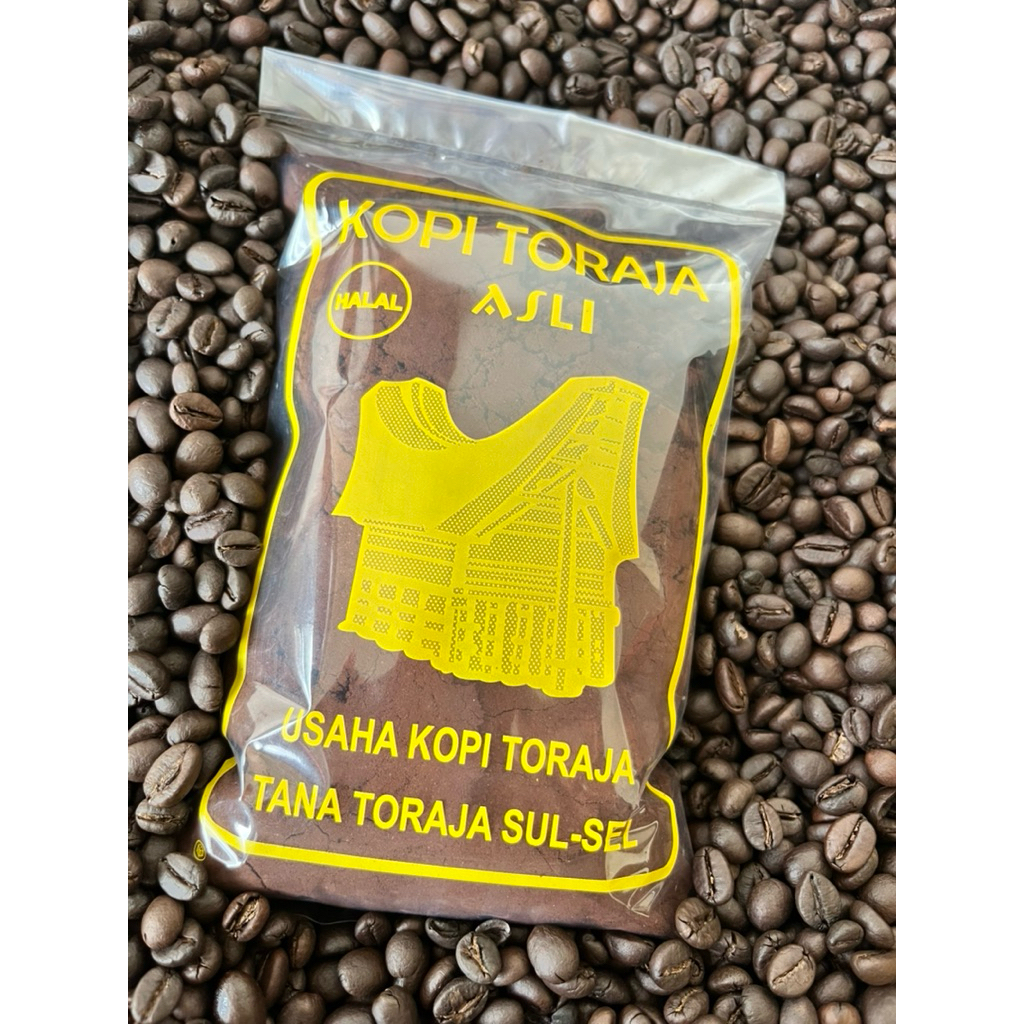 KOPI TORAJA
ASLI
HALAL
USAHA KOPI TORAJA
TANA TORAJA SUL-SEL